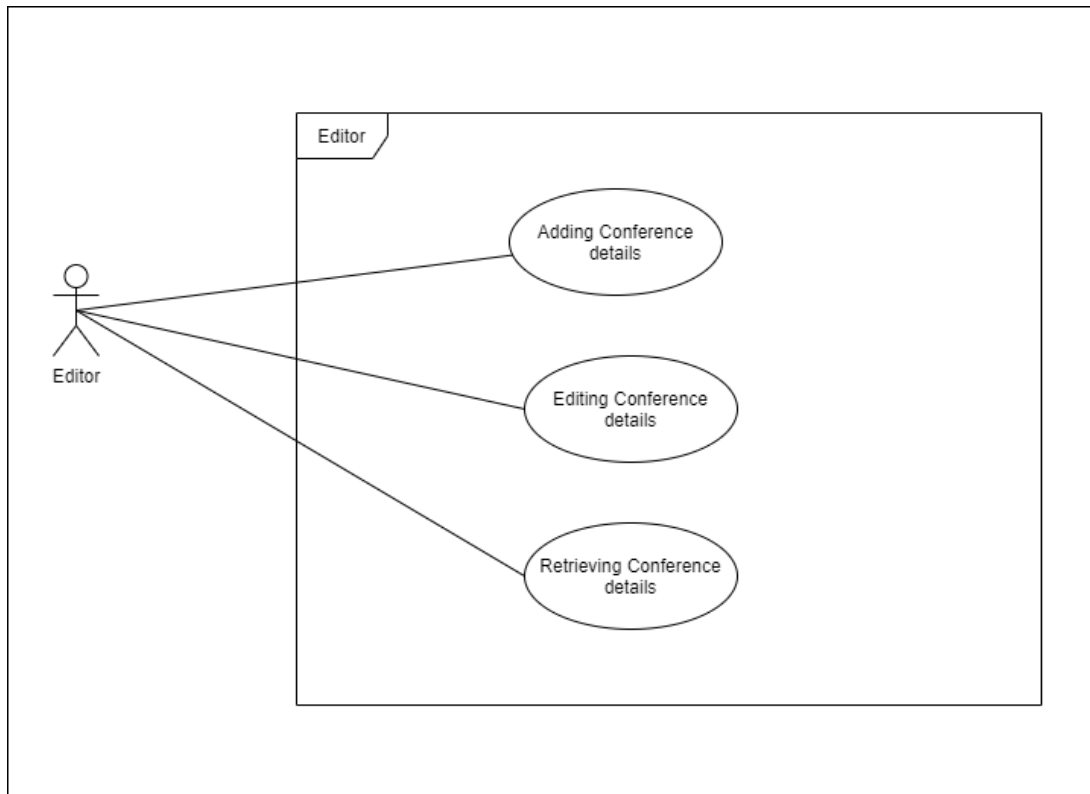 Editor
Adding Conference
details
Editor
Editing Conference
details
Retrieving Conference
details